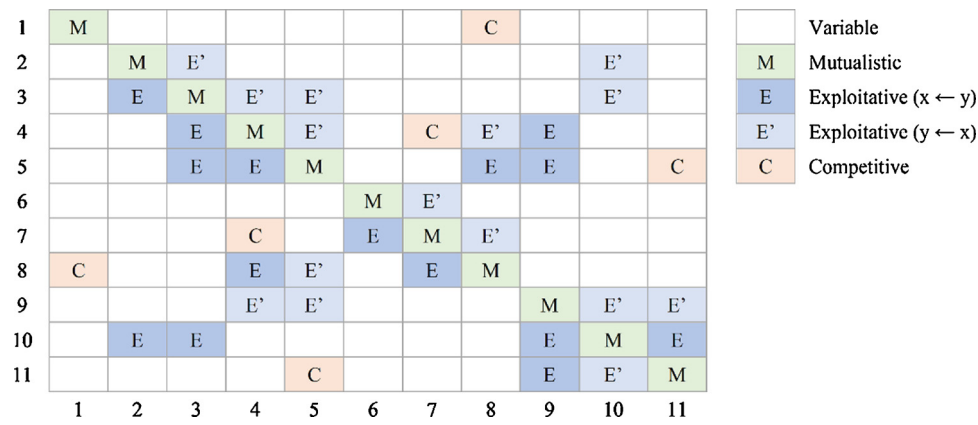 1 M C Variable
2 M E’ E’ M Mutualistic
3 E M E’ E’ E’ E Exploitative (x ← y)
4 E M E’ C E’ E E’ Exploitative (y ← x)
5 E E M E E C C Competitive
6 M E’
7 C E M E’
8 C E E’ E M
9 E’ E’ M E’ E’
10 E E E M E
11 C E E’ M
1 2 3 4 5 6 7 8 9 10 11